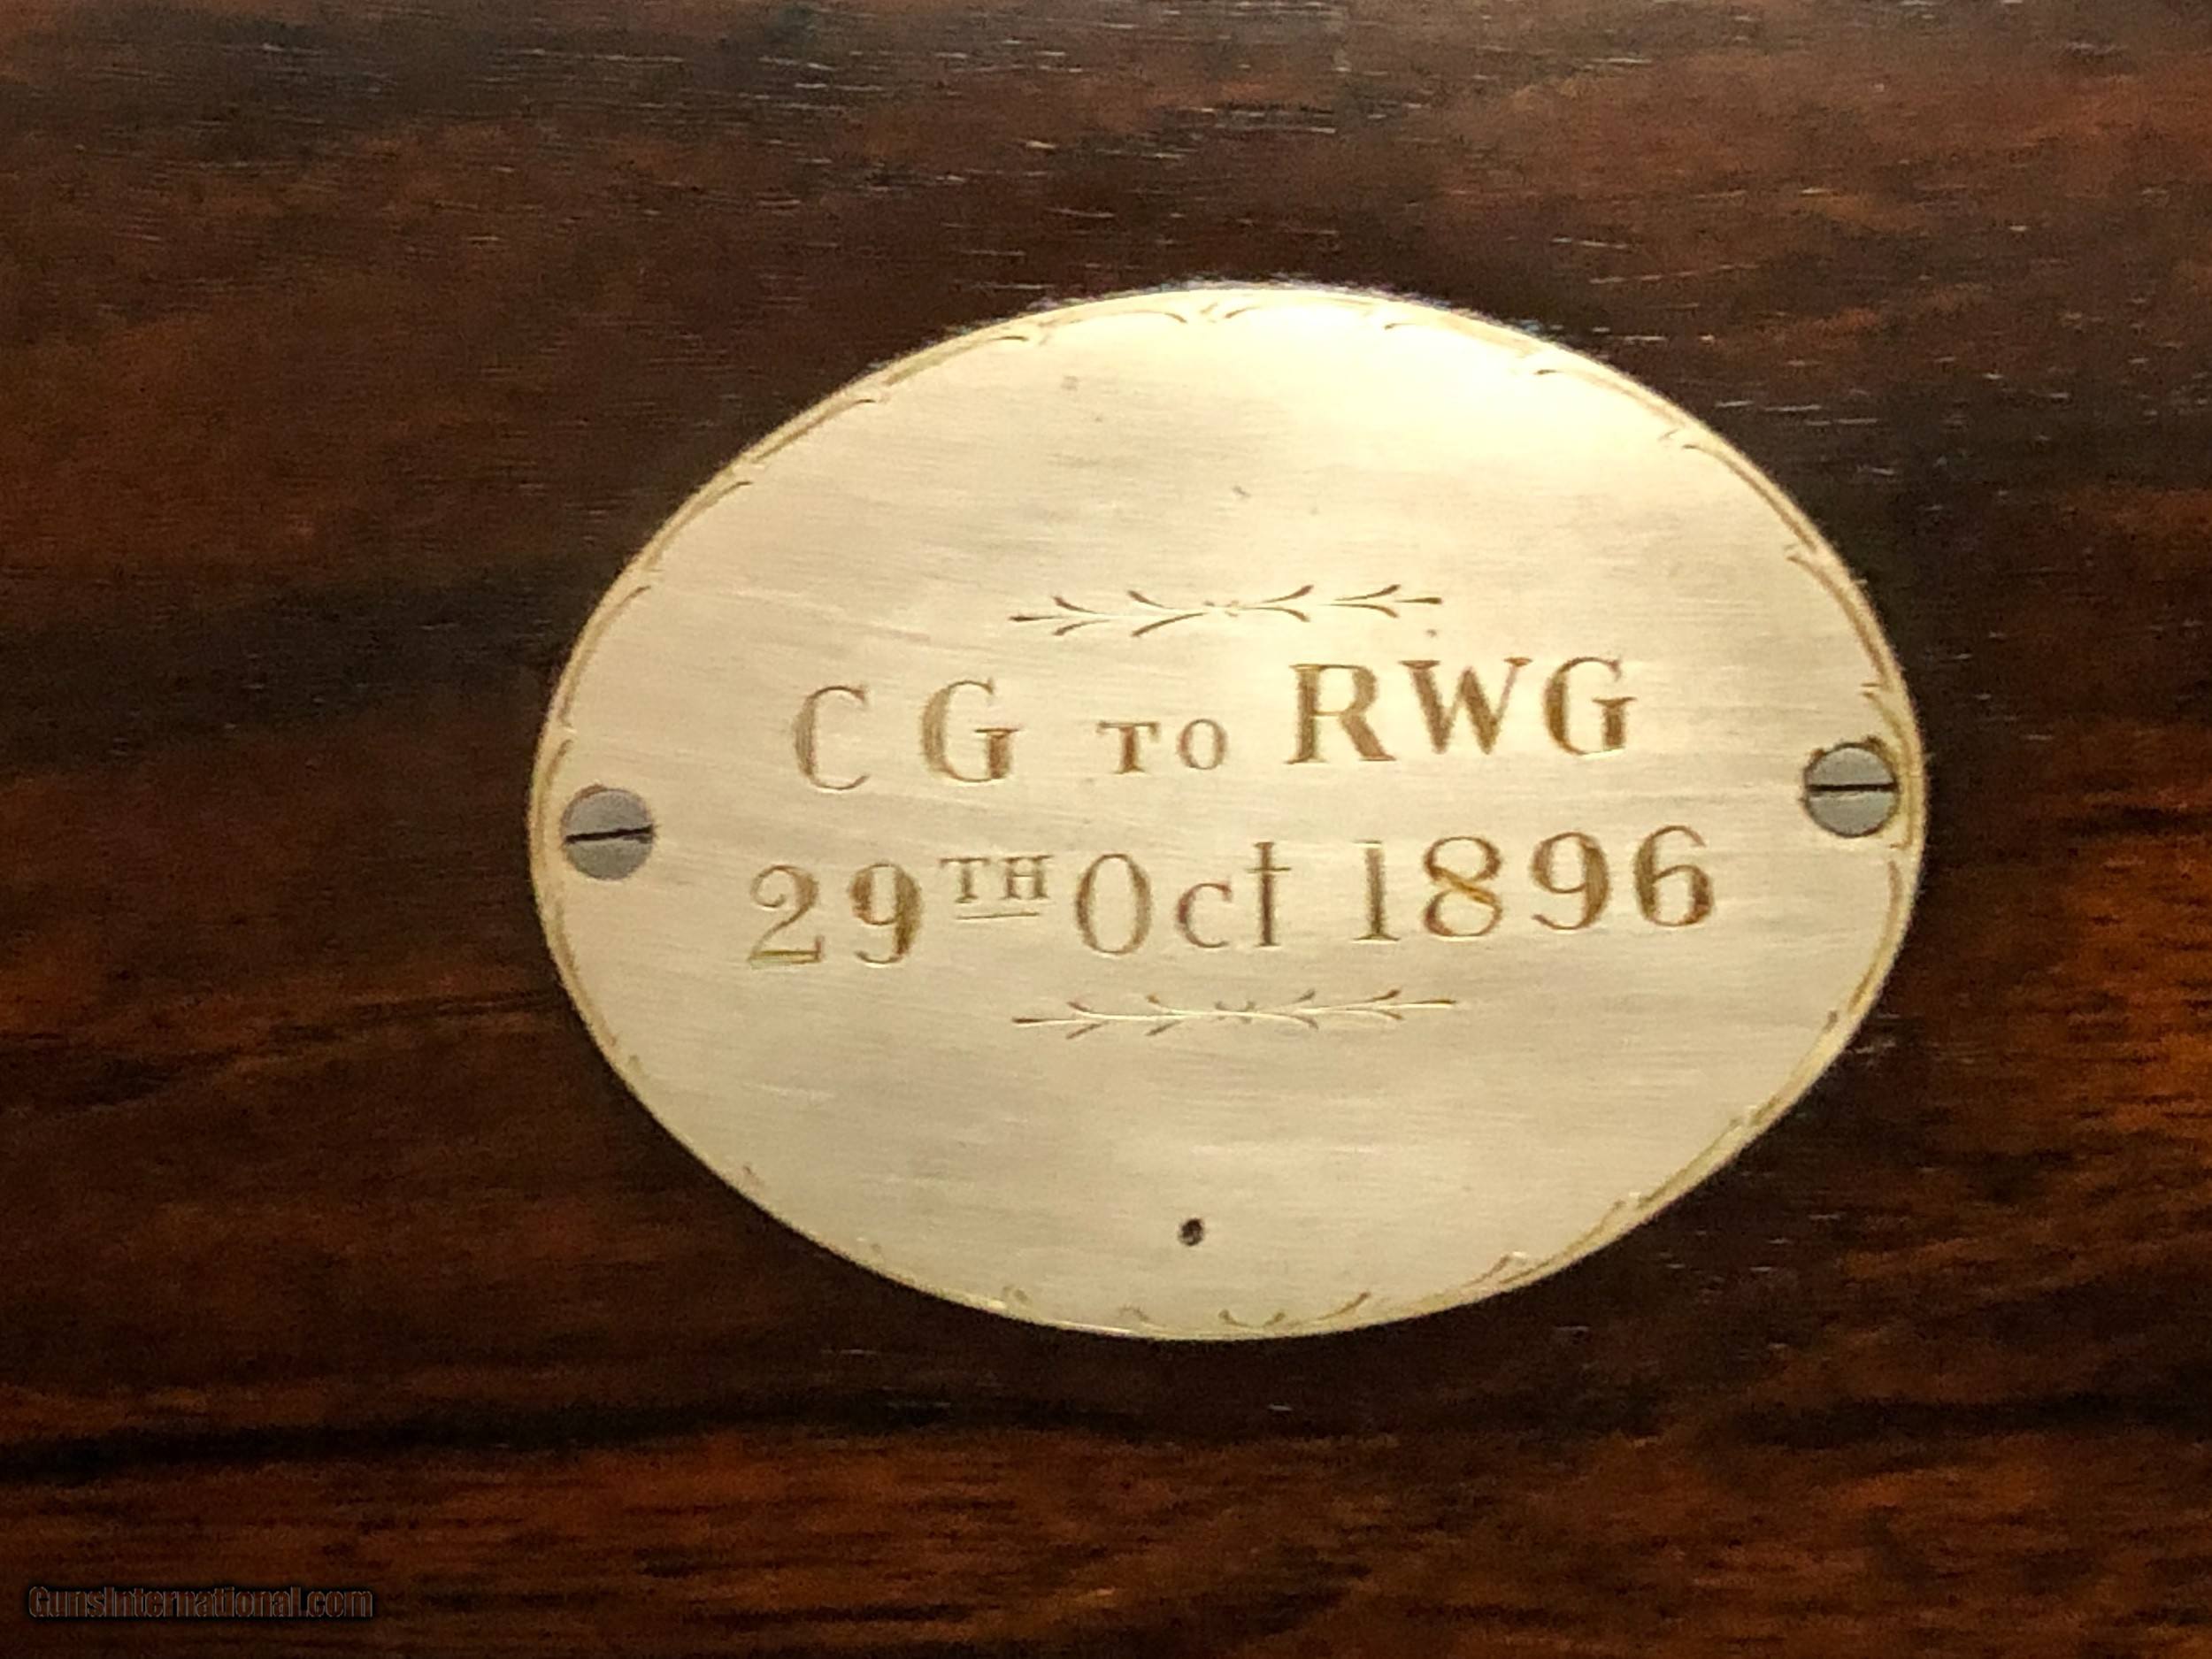 CG TO RWG
29TH Oct 1896
GunsInternational.com